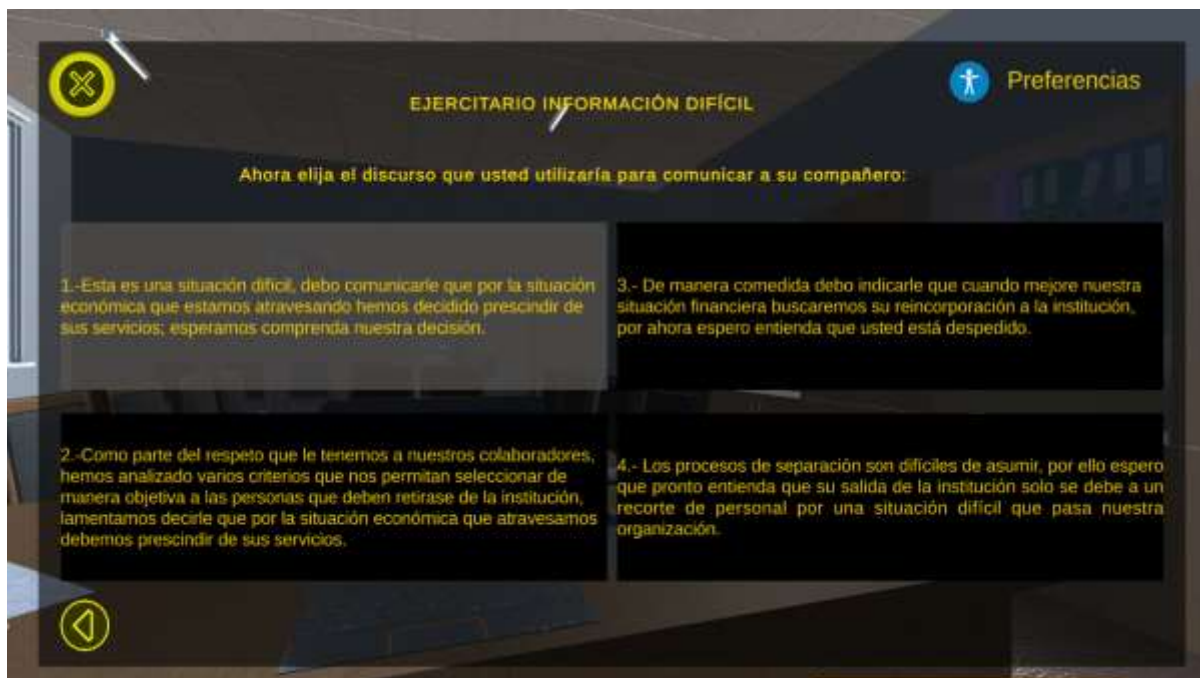 Preferencias
EJERCITARIO INFORMACIÓN DIFÍCIL
Ahora elija el discurso que usted utilizaría para comunicar a su compañero:
1.-Esta es una situación difícil, debo comunicarle que por la situación
económica que estamos atravesando hemos decidido prescindir de
sus servicios; esperamos comprenda nuestra decisión.
2.-Como parte del respeto que le tenemos a nuestros colaboradores,
hemos analizado varios criterios que nos permitan seleccionar de
manera objetiva a las personas que deben retirase de la institución,
lamentamos decirle que por la situación económica que atravesamos
debemos prescindir de sus servicios.
3.- De manera comedida debo indicarle que cuando mejore nuestra
situación financiera buscaremos su reincorporación a la institución,
por ahora espero entienda que usted está despedido.
4.- Los procesos de separación son difíciles de asumir, por ello espero
que pronto entienda que su salida de la institución solo se debe a un
recorte de personal por una situación difícil que pasa nuestra
organización.